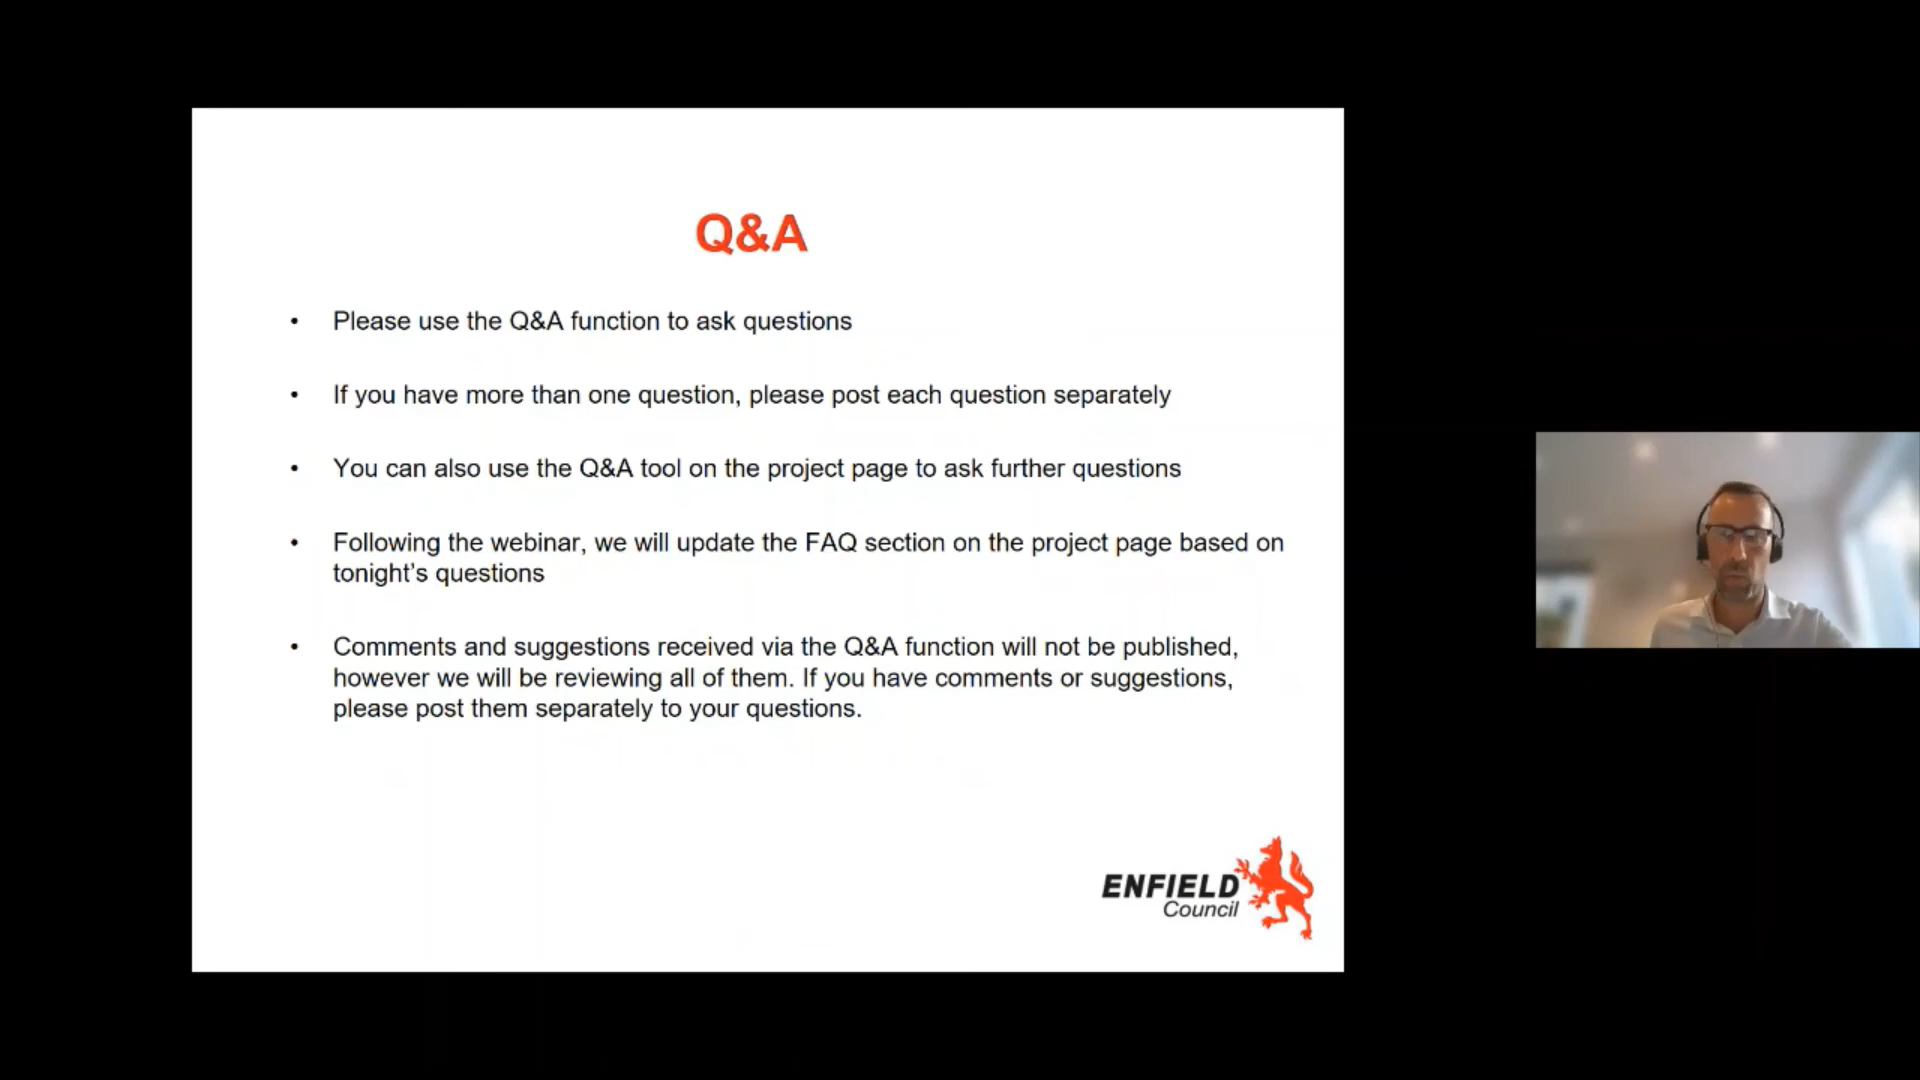 Q&A
• Please use the Q&A function to ask questions
• If you have more than one question, please post each question separately
• You can also use the Q&A tool on the project page to ask further questions
• Following the webinar, we will update the FAQ section on the project page based on
tonight’s questions
• Comments and suggestions received via the Q&A function will not be published,
however we will be reviewing all of them. If you have comments or suggestions,
please post them separately to your questions.
ENFIELD
Council